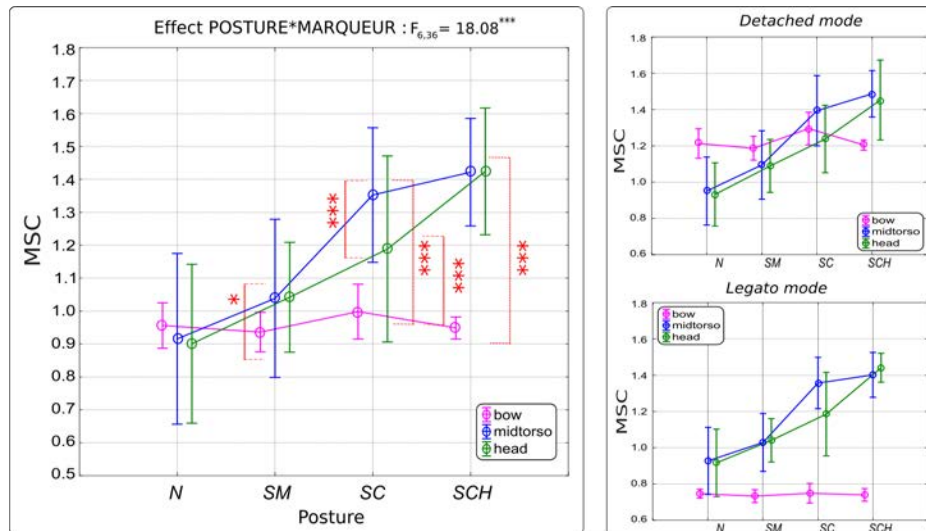 Effect POSTURE*MARQUEUR : F6,36= 18.08***
MSC
1.8
1.7
1.6
1.5
1.4
1.3
1.2
1.1
1.0
0.9
0.8
0.7
0.6
0.5
***
*
***
***
***
bow
midtorso
head
N SM SC SCH
Posture
Detached mode
MSC
1.8
1.6
1.4
1.2
1.0
0.8
0.6
bow
midtorso
head
N SM SC SCH
Legato mode
MSC
1.8
1.6
1.4
1.2
1.0
0.8
0.6
bow
midtorso
head
N SM SC SCH